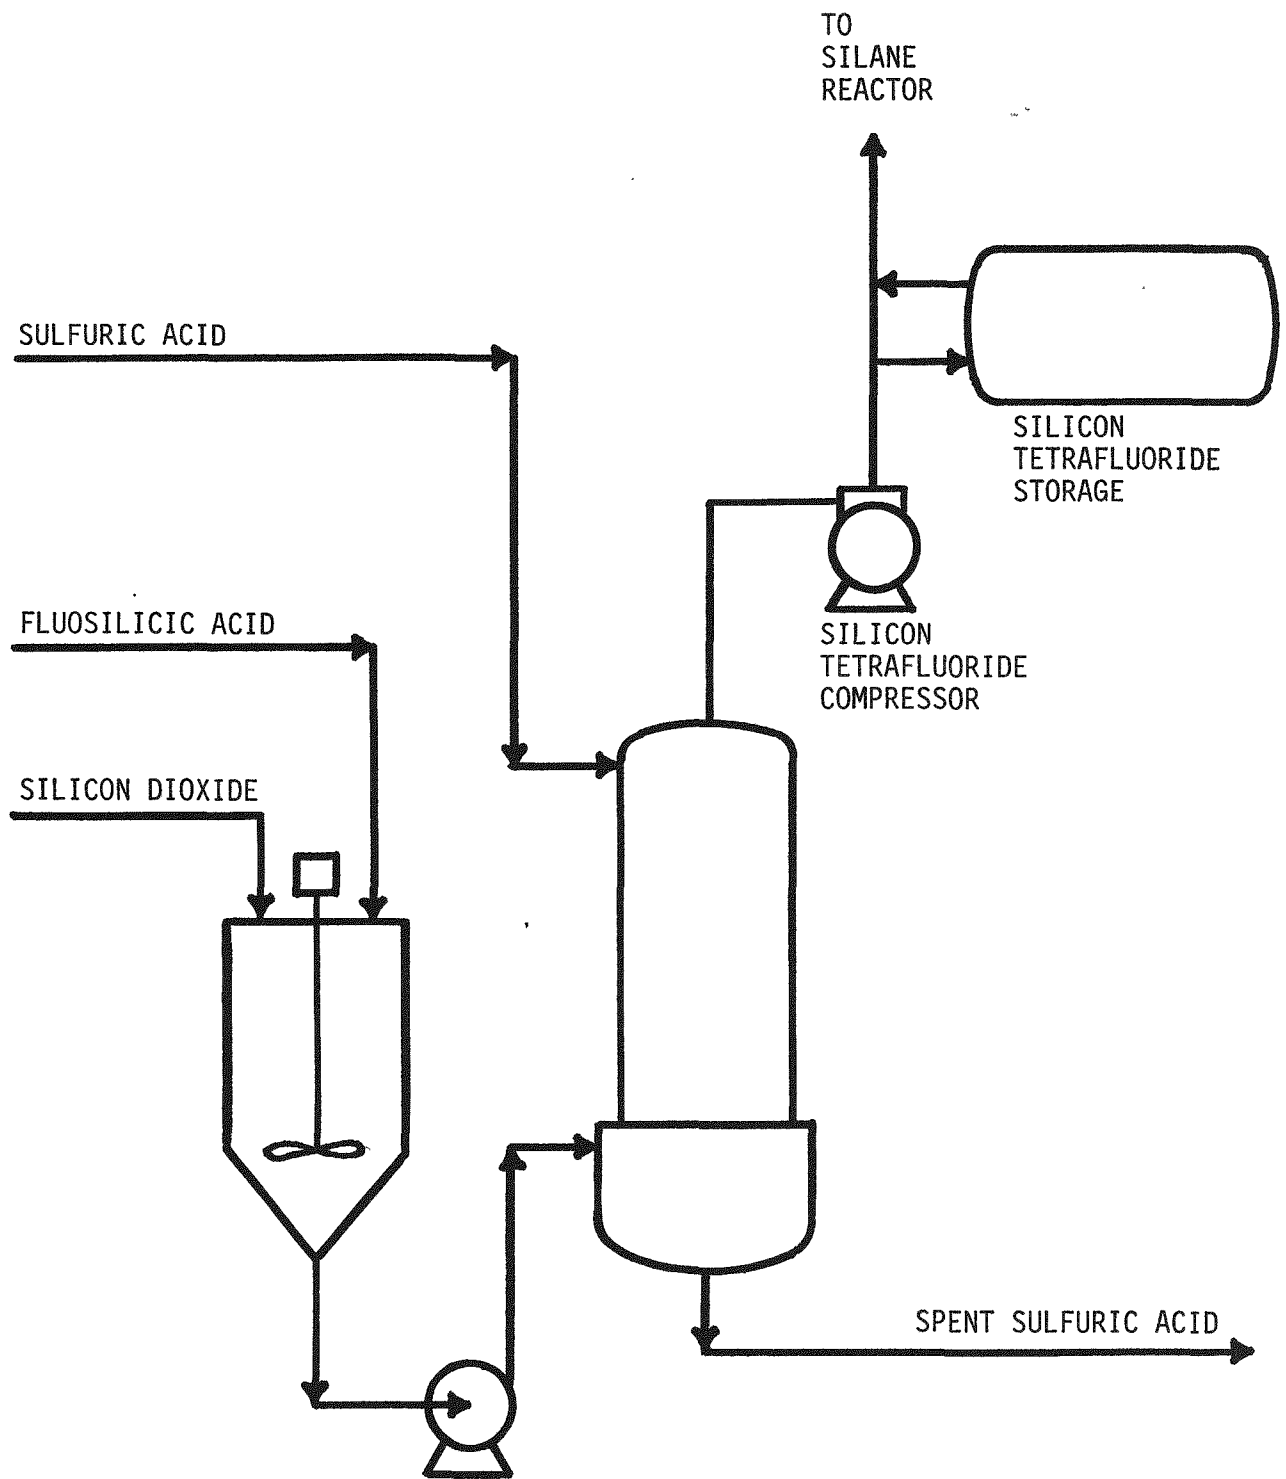 TO
SILANE
REACTOR
SULFURIC ACID
SILICON
TETRAFLUORIDE
STORAGE
FLUOSILICIC ACID
SILICON
TETRAFLUORIDE
COMPRESSOR
SILICON DIOXIDE
SPENT SULFURIC ACID